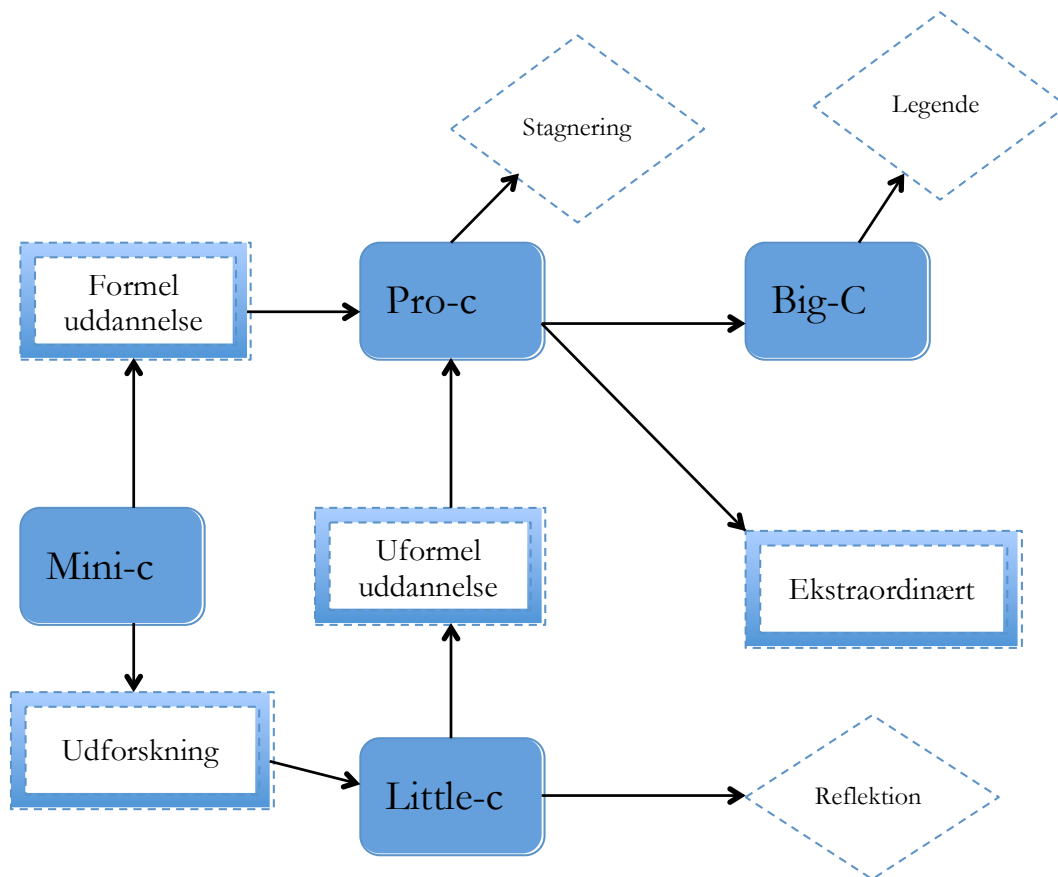 Legende
Stagnering
Formel
uddannelse
Pro-c
Big-C
Mini-c
Uformel
uddannelse
Ekstraordinært
Udforskning
Little-c
Reflektion